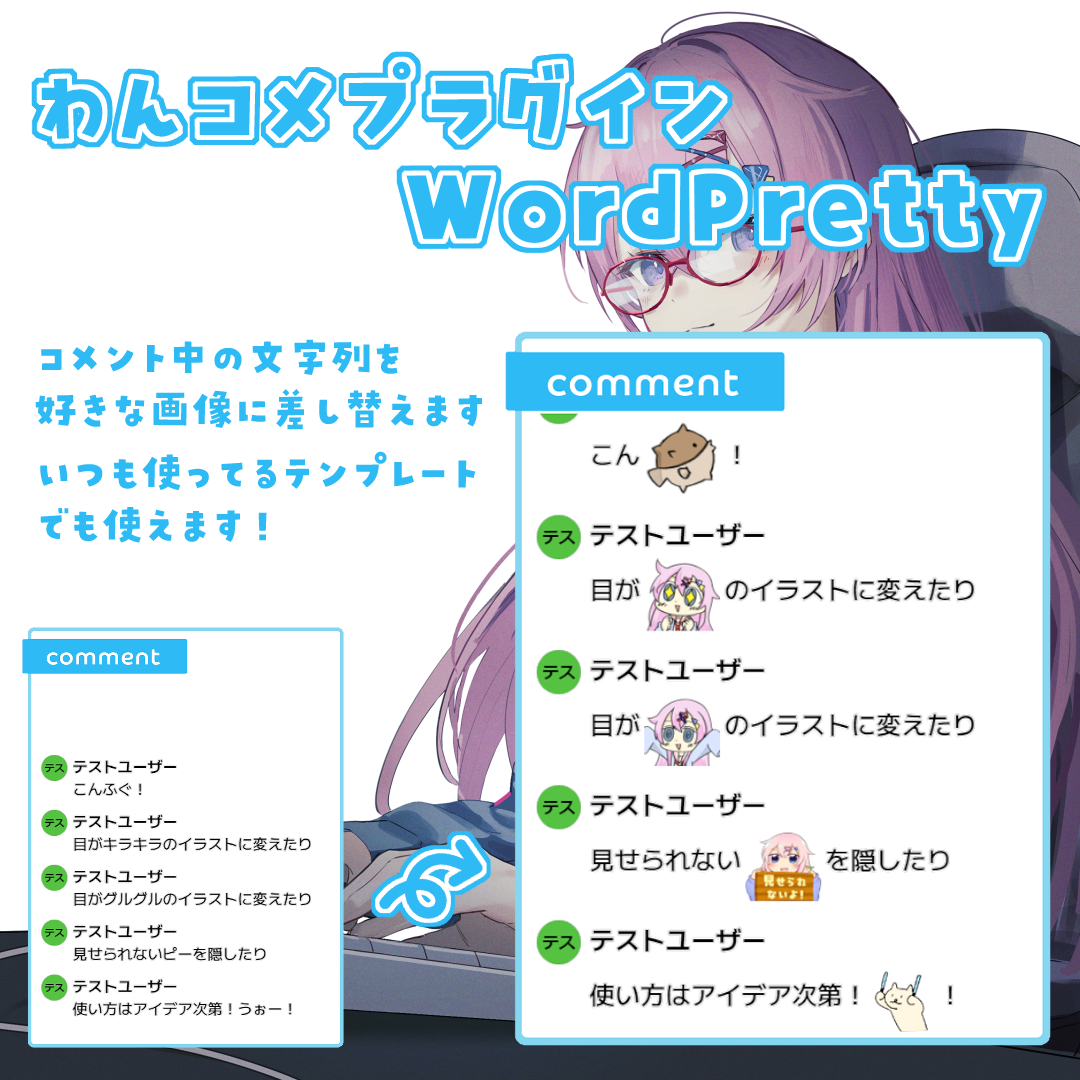 わんコメプラグイン
WordPretty
コメント中の文字列を
好きな画像に差し替えます
いつも使ってるテンプレート
でも使えます！
comment
テス テストユーザー
こんふぐ！
テス テストユーザー
目がキラキラのイラストに変えたり
テス テストユーザー
目がグルグルのイラストに変えたり
テス テストユーザー
見せられないピーを隠したり
テス テストユーザー
使い方はアイデア次第！うぉー！
comment
こん ！
テス テストユーザー
目が のイラストに変えたり
テス テストユーザー
目が のイラストに変えたり
テス テストユーザー
見せられない を隠したり
見せられ
ないよ！
テス テストユーザー
使い方はアイデア次第！ ！